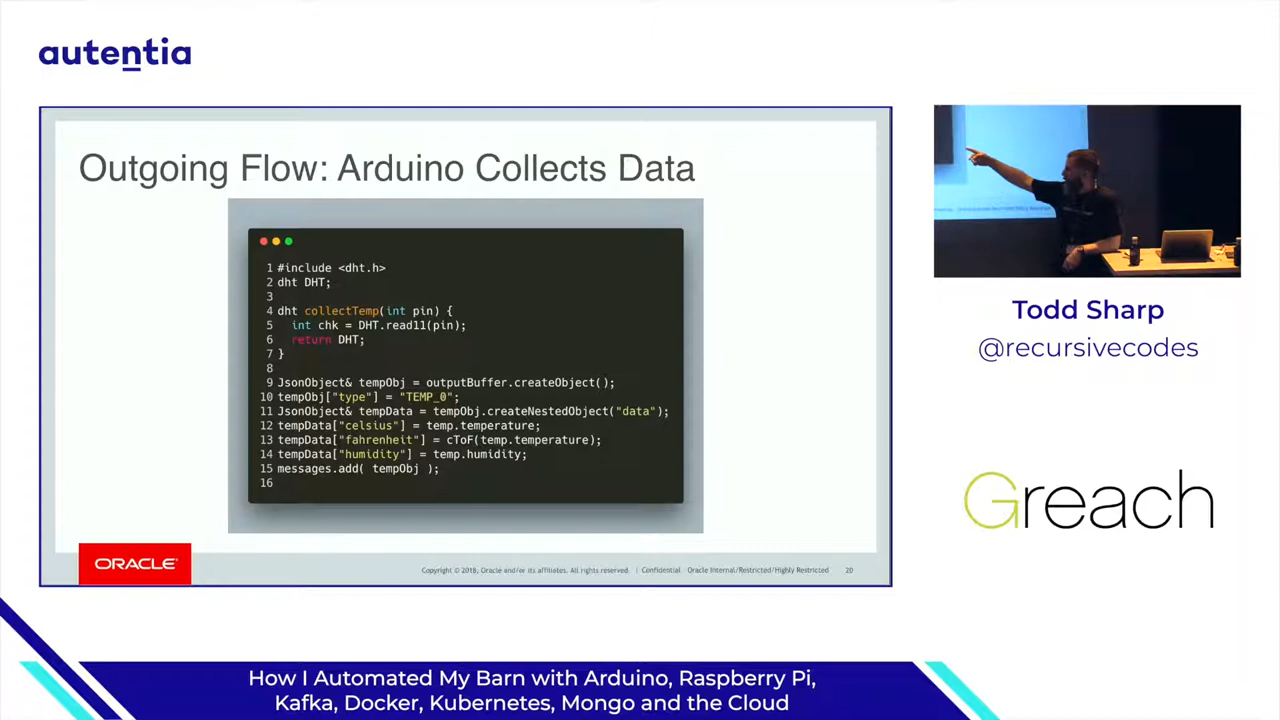 autentia
Outgoing Flow: Arduino Collects Data
1 #include <dht.h>
2 dht DHT;
3
4 dht collectTemp(int pin) {
5   int chk = DHT.read11(pin);
6   return DHT;
7 }
8
9 JsonObject& tempObj = outputBuffer.createObject();
10 tempObj["type"] = "TEMP_0";
11 JsonObject& tempData = tempObj.createNestedObject("data");
12 tempData["celsius"] = temp.temperature;
13 tempData["fahrenheit"] = cToF(temp.temperature);
14 tempData["humidity"] = temp.humidity;
15 messages.add( tempObj );
16
ORACLE®
Copyright © 2018, Oracle and/or its affiliates. All rights reserved. | Confidential – Oracle Internal/Restricted/Highly Restricted 20
Todd Sharp
@recursivecodes
Greach
How I Automated My Barn with Arduino, Raspberry Pi,
Kafka, Docker, Kubernetes, Mongo and the Cloud